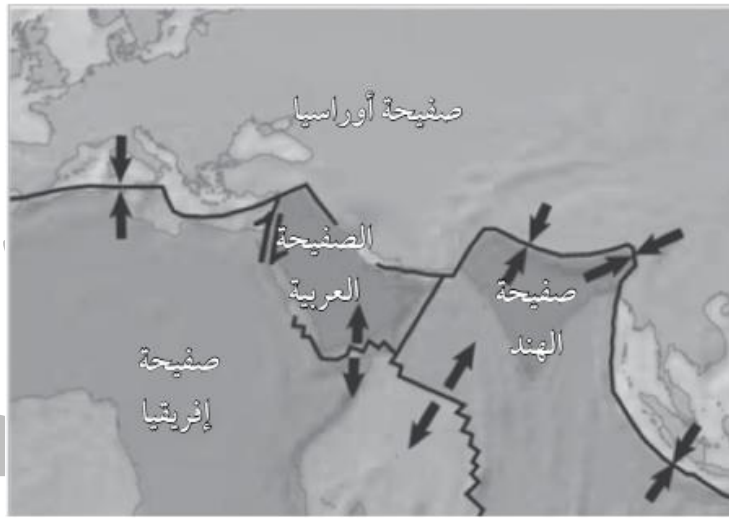 صفيحة أوراسيا
الصفيحة
العربية
صفيحة
الهند
صفيحة
إفريقيا